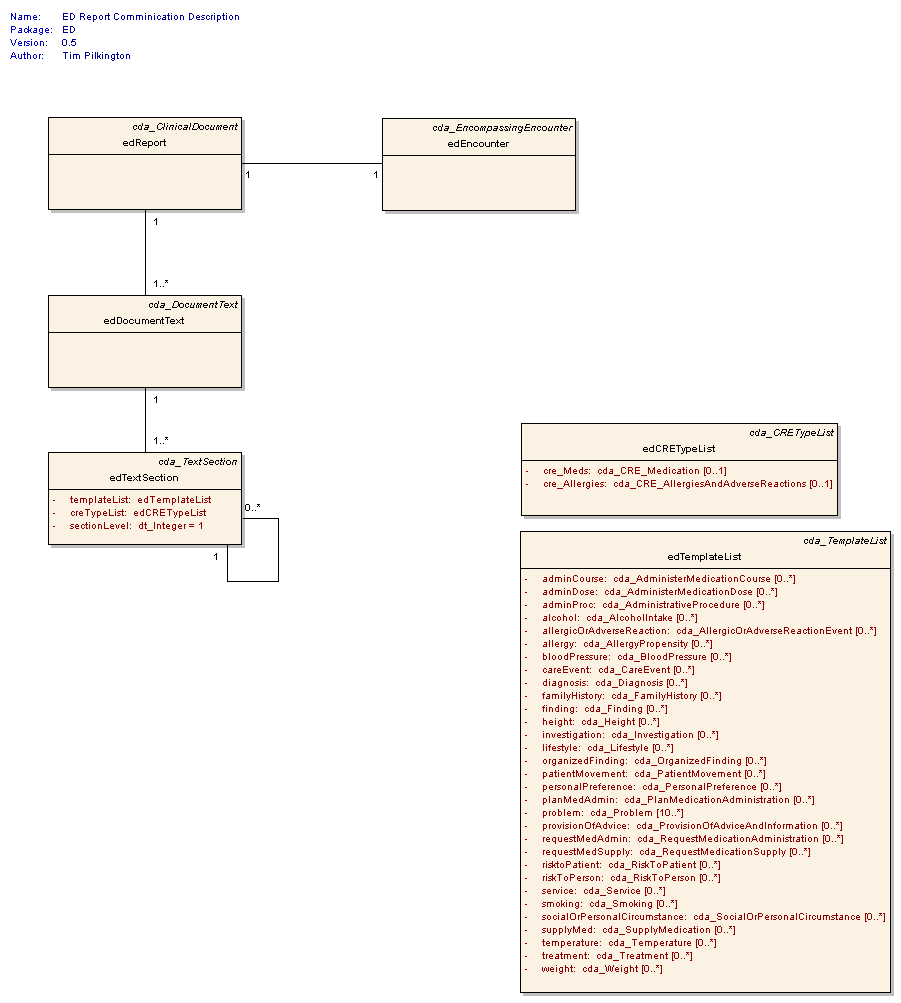 Name: ED Report Comminication Description
Package: ED
Version: 0.5
Author: Tim Pilkington
cda_ClinicalDocument
edReport
cda_EncompassingEncounter
edEncounter
1
1
1
1..*
cda_DocumentText
edDocumentText
1
1..*
cda_TextSection
edTextSection
- templateList: edTemplateList
- creTypeList: edCRETypeList
- sectionLevel: dt_Integer = 1
0..*
1
cda_CRETypeList
edCRETypeList
- cre_Meds: cda_CRE_Medication [0..1]
- cre_Allergies: cda_CRE_AllergiesAndAdverseReactions [0..1]
cda_TemplateList
edTemplateList
- adminCourse: cda_AdministerMedicationCourse [0..*]
- adminDose: cda_AdministerMedicationDose [0..*]
- adminProc: cda_AdministrativeProcedure [0..*]
- alcohol: cda_AlcoholIntake [0..*]
- allergicOrAdverseReaction: cda_AllergicOrAdverseReactionEvent [0..*]
- allergy: cda_AllergyPropensity [0..*]
- bloodPressure: cda_BloodPressure [0..*]
- careEvent: cda_CareEvent [0..*]
- diagnosis: cda_Diagnosis [0..*]
- familyHistory: cda_FamilyHistory [0..*]
- finding: cda_Finding [0..*]
- height: cda_Height [0..*]
- investigation: cda_Investigation [0..*]
- lifestyle: cda_Lifestyle [0..*]
- organizedFinding: cda_OrganizedFinding [0..*]
- patientMovement: cda_PatientMovement [0..*]
- personalPreference: cda_PersonalPreference [0..*]
- planMedAdmin: cda_PlanMedicationAdministration [0..*]
- problem: cda_Problem [10..*]
- provisionOfAdvice: cda_ProvisionOfAdviceAndInformation [0..*]
- requestMedAdmin: cda_RequestMedicationAdministration [0..*]
- requestMedSupply: cda_RequestMedicationSupply [0..*]
- risktoPatient: cda_RiskToPatient [0..*]
- riskToPerson: cda_RiskToPerson [0..*]
- service: cda_Service [0..*]
- smoking: cda_Smoking [0..*]
- socialOrPersonalCircumstance: cda_SocialOrPersonalCircumstance [0..*]
- supplyMed: cda_SupplyMedication [0..*]
- temperature: cda_Temperature [0..*]
- treatment: cda_Treatment [0..*]
- weight: cda_Weight [0..*]